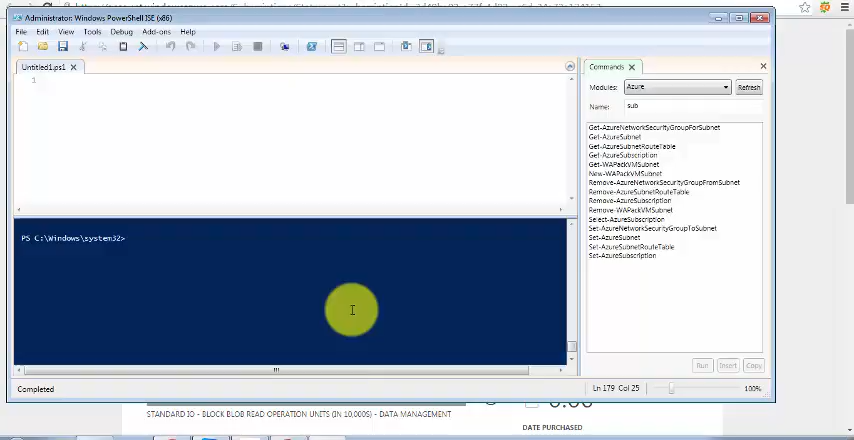 Administrator: Windows PowerShell ISE (x86)
File Edit View Tools Debug Add-ons Help
Untitled1.ps1
1
PS C:\Windows\system32>
Completed
Ln 179 Col 25
100%
Commands
Modules: Azure Refresh
Name: sub
Get-AzureNetworkSecurityGroupForSubnet
Get-AzureSubnet
Get-AzureSubnetRouteTable
Get-AzureSubscription
Get-WAPackVMSubnet
New-WAPackVMSubnet
Remove-AzureNetworkSecurityGroupFromSubnet
Remove-AzureSubnetRouteTable
Remove-AzureSubscription
Remove-WAPackVMSubnet
Select-AzureSubscription
Set-AzureNetworkSecurityGroupToSubnet
Set-AzureSubnet
Set-AzureSubnetRouteTable
Set-AzureSubscription
Run Insert Copy
STANDARD IO - BLOCK BLOB READ OPERATION UNITS (IN 10,000S) - DATA MANAGEMENT
DATE PURCHASED